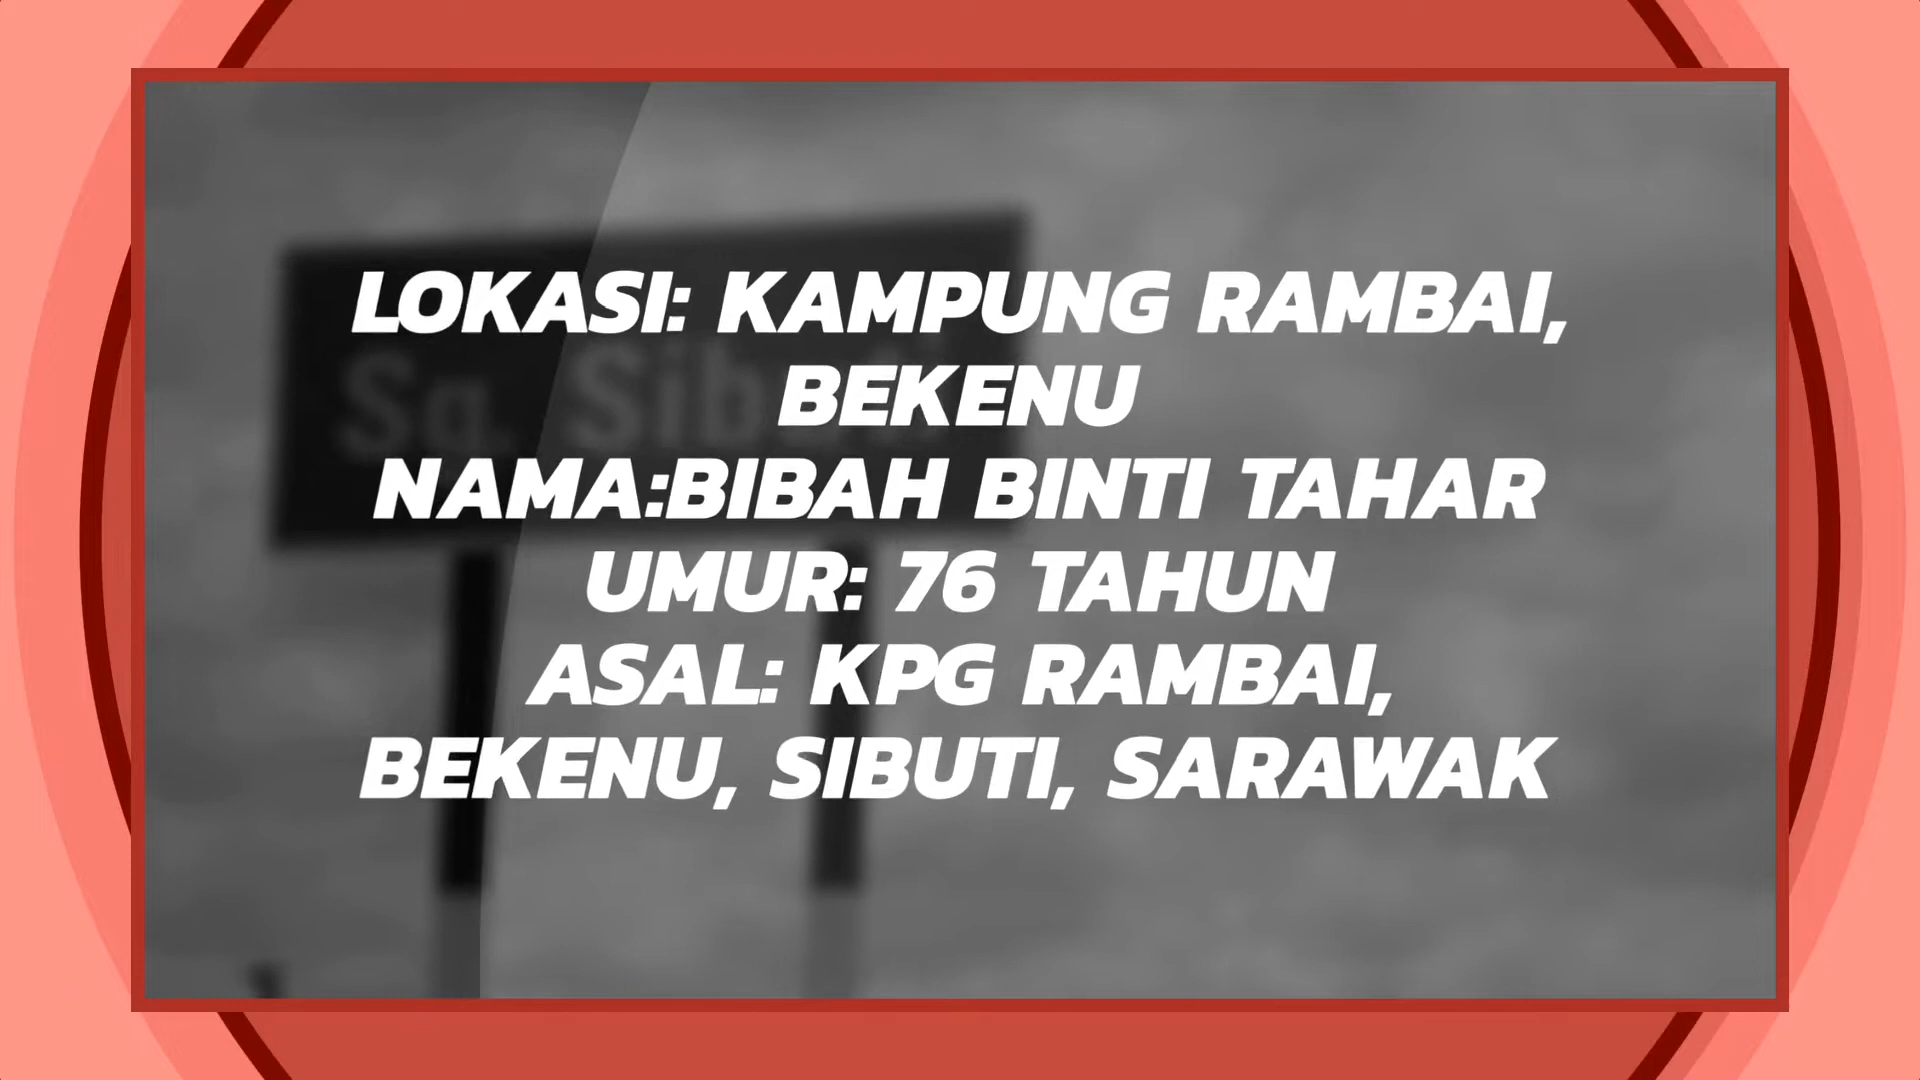 LOKASI: KAMPUNG RAMBAI,
BEKENU
NAMA:BIBAH BINTI TAHAR
UMUR: 76 TAHUN
ASAL: KPG RAMBAI,
BEKENU, SIBUTI, SARAWAK